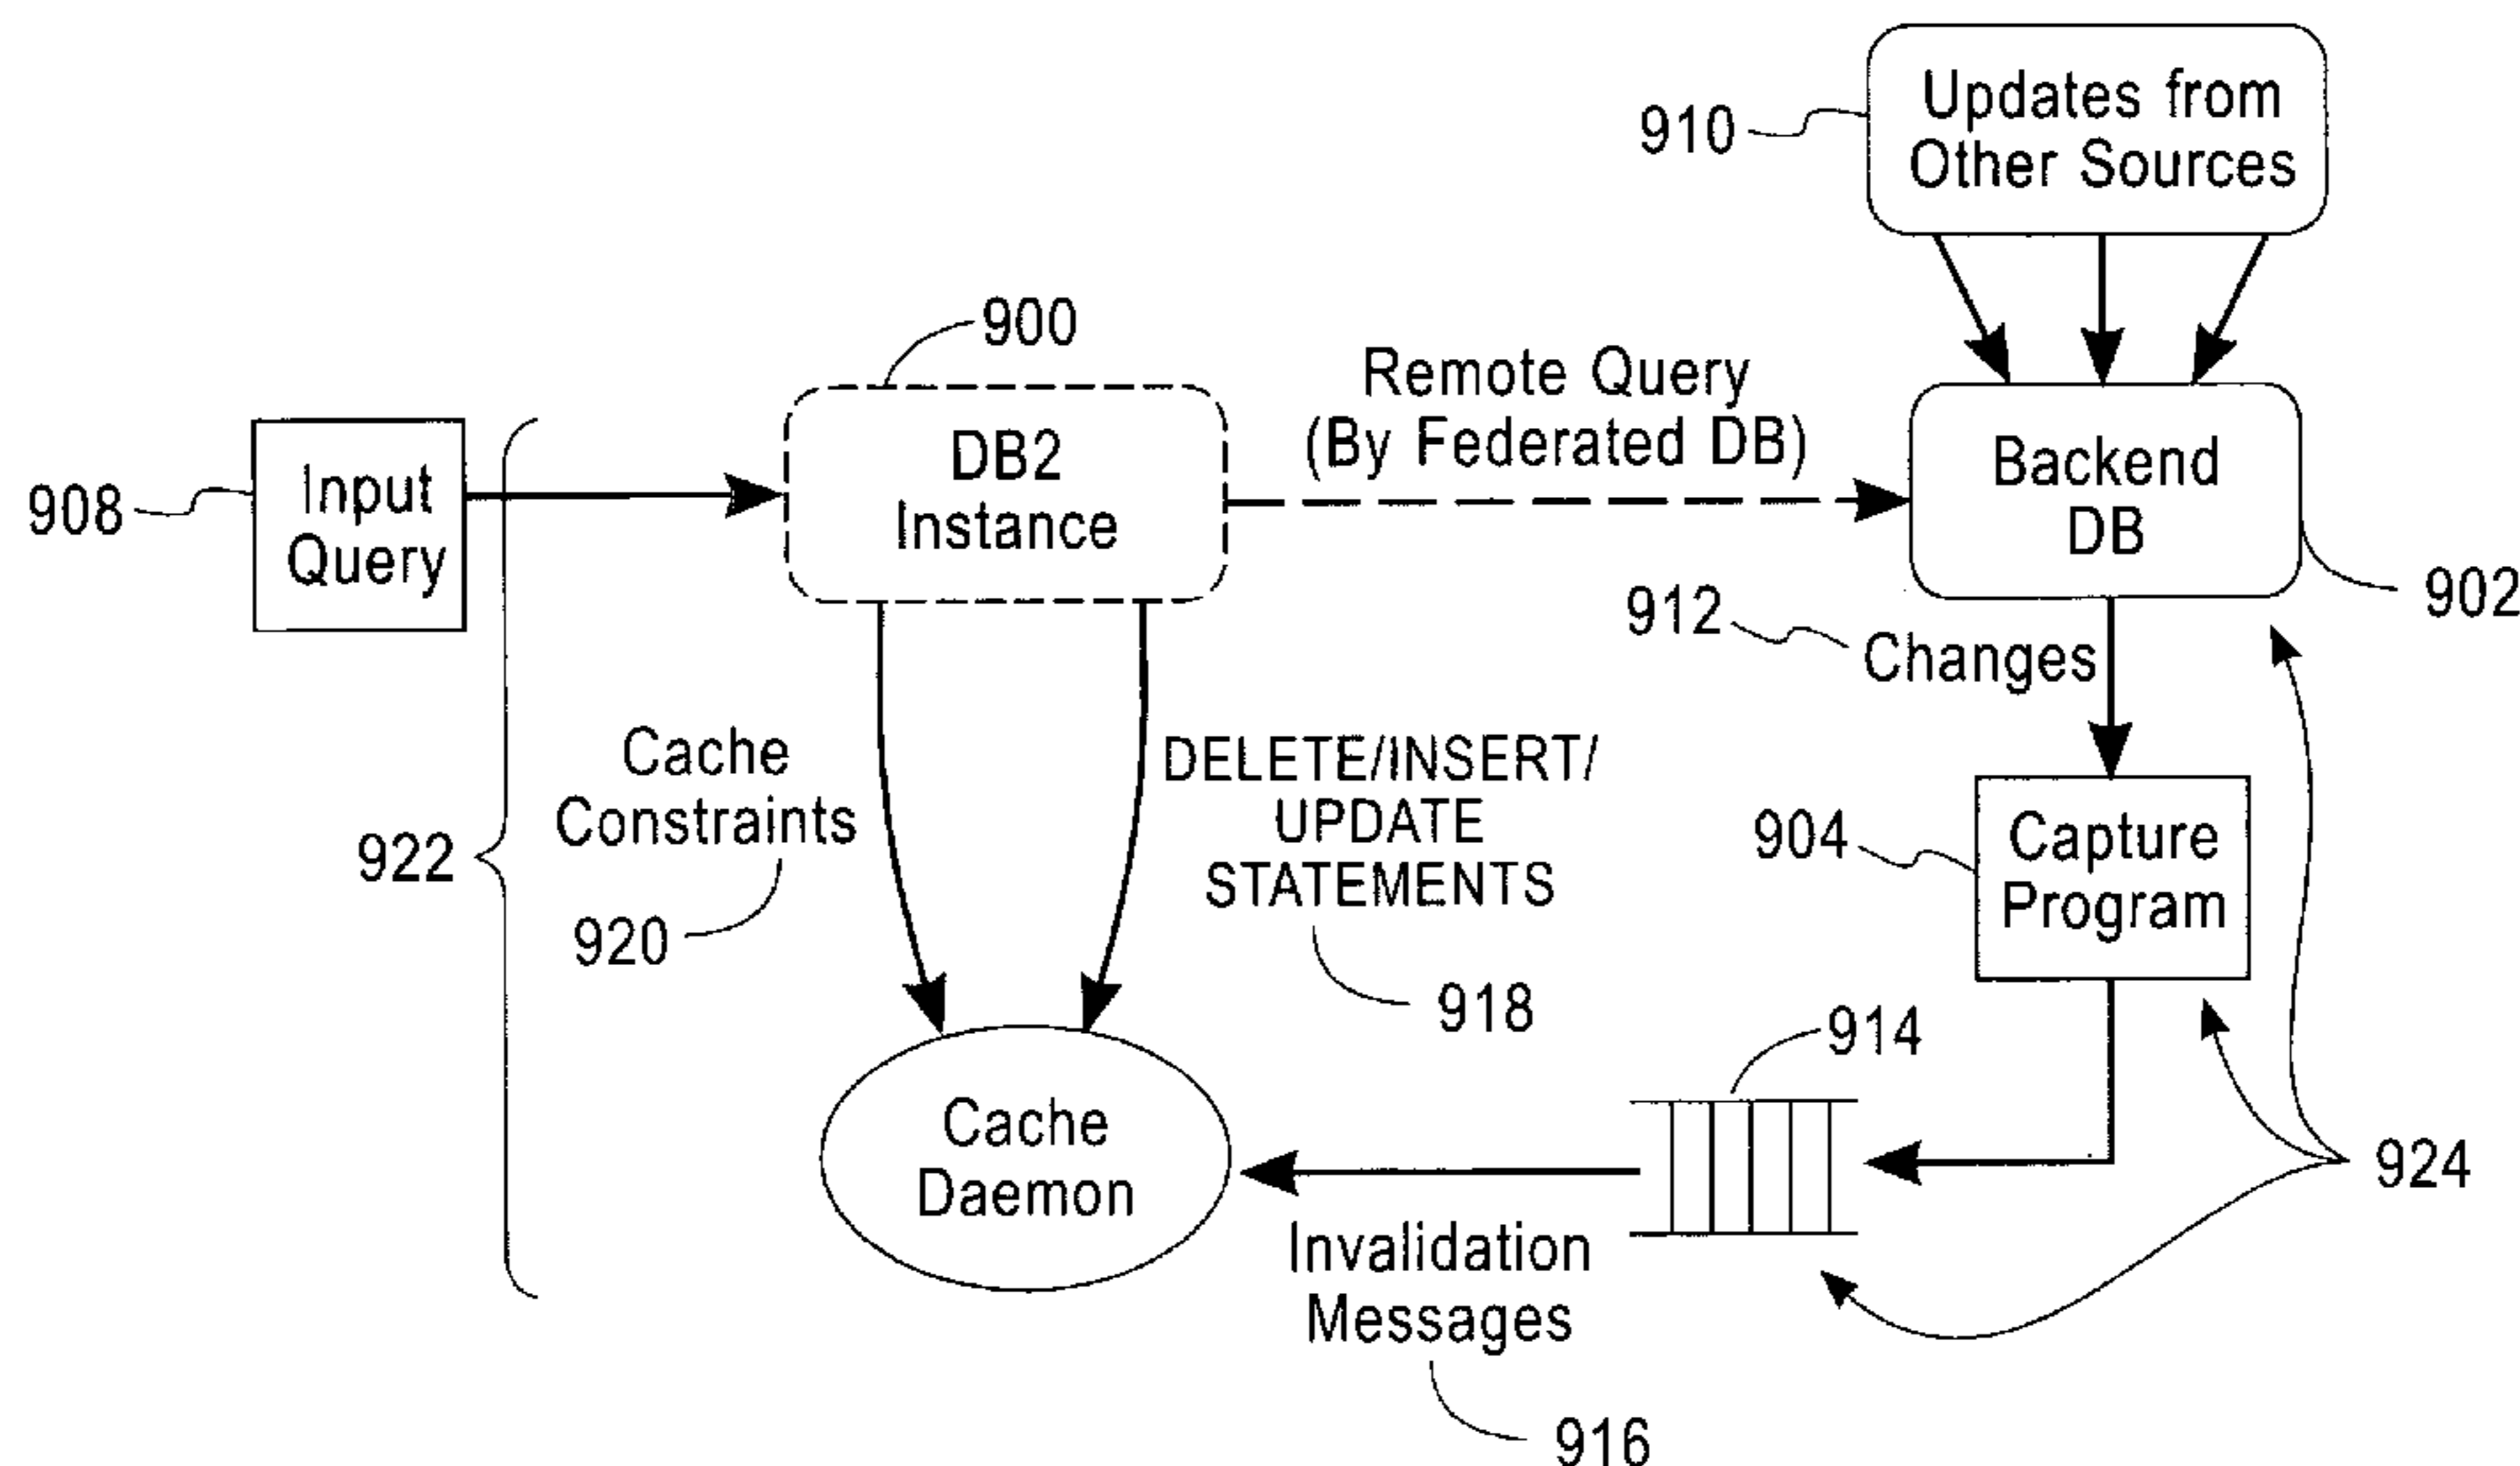 Updates from
Other Sources
910
900
Remote Query
(By Federated DB)
Input
Query
908
DB2
Instance
Backend
DB
902
912
Changes
Cache
Constraints
920
922
DELETE/INSERT/
UPDATE
STATEMENTS
918
904
Capture
Program
914
Cache
Daemon
Invalidation
Messages
916
924